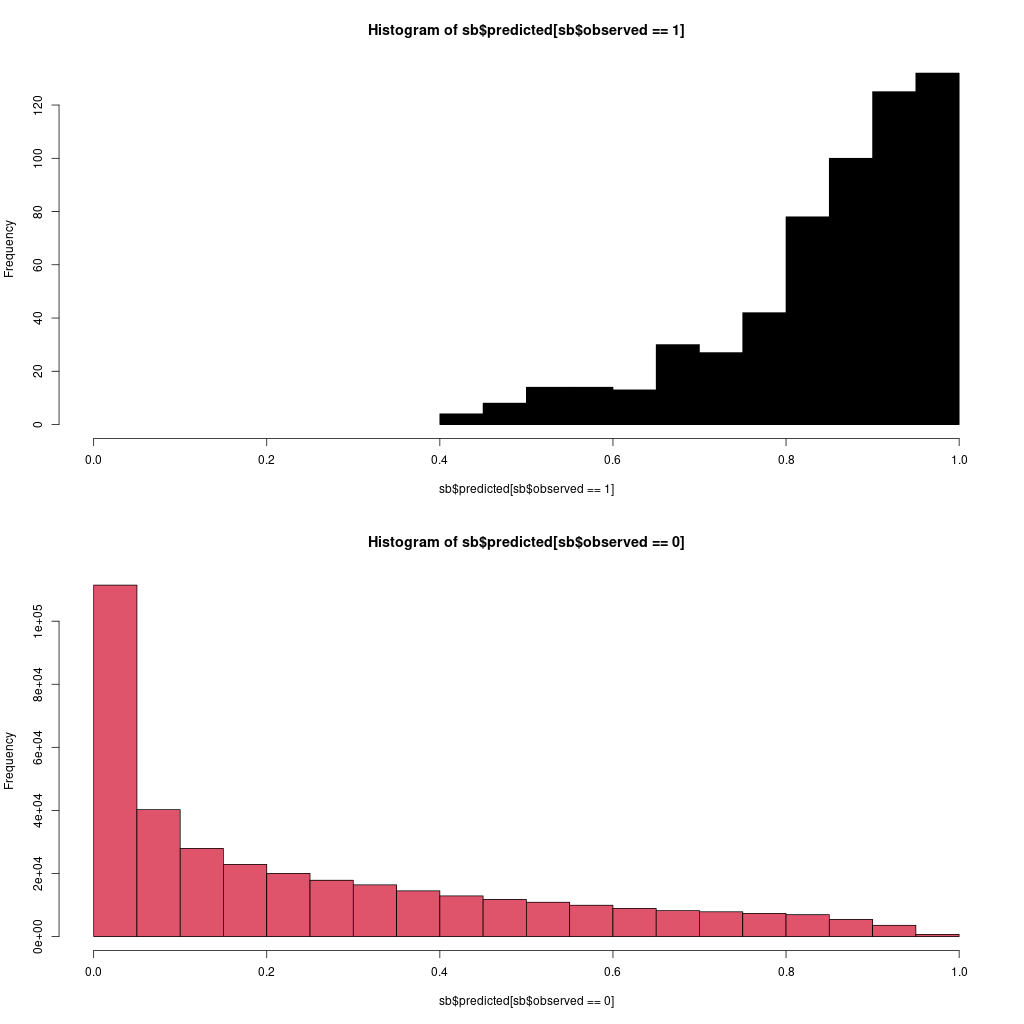 Histogram of sb$predicted[sb$observed == 1]
Frequency
120
100
80
60
40
20
0
0.0 0.2 0.4 0.6 0.8 1.0
sb$predicted[sb$observed == 1]
Histogram of sb$predicted[sb$observed == 0]
Frequency
1e+05
8e+04
6e+04
4e+04
2e+04
0e+00
0.0 0.2 0.4 0.6 0.8 1.0
sb$predicted[sb$observed == 0]